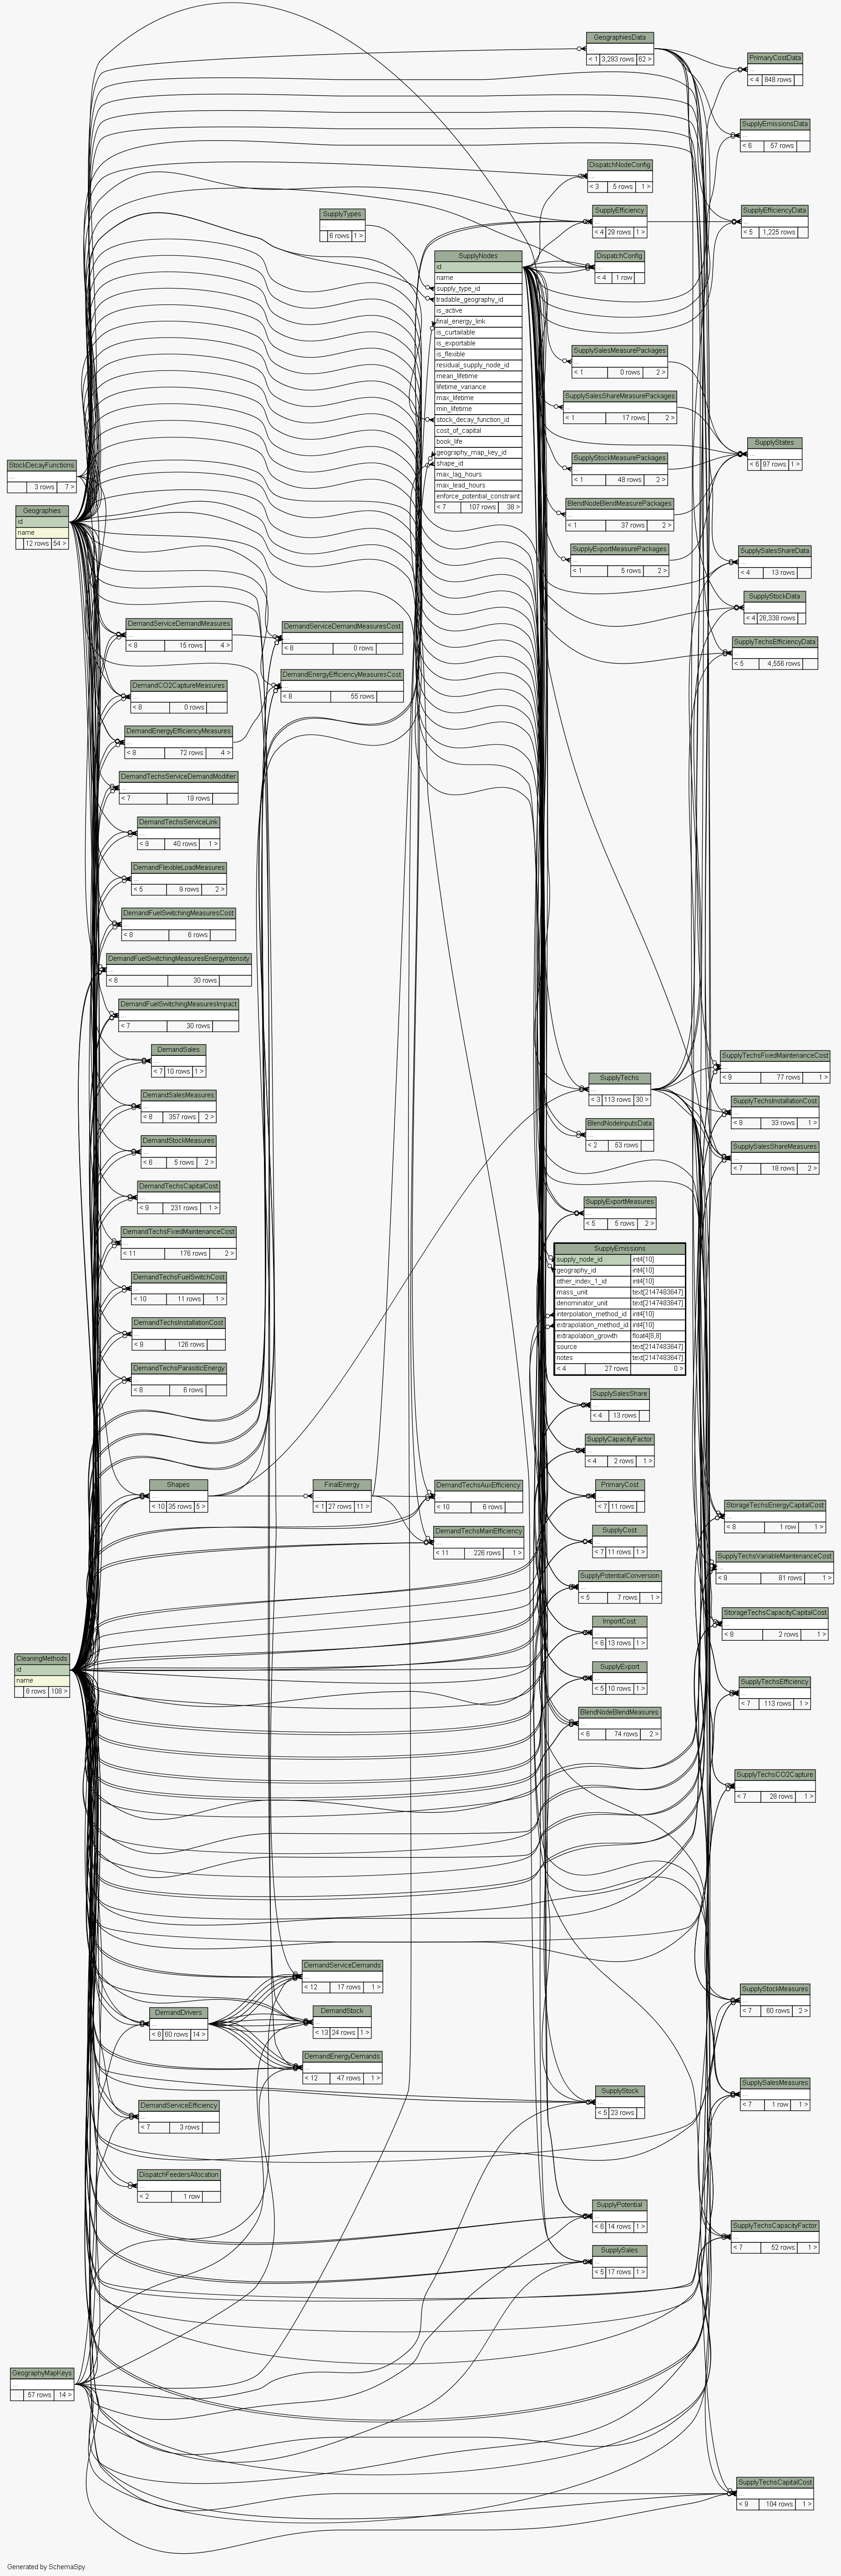 GeographiesData
...
< 1 3,293 rows 62 >
PrimaryCostData
...
< 4 848 rows
SupplyEmissionsData
...
< 6 57 rows
DispatchNodeConfig
...
< 3 5 rows 1 >
SupplyTypes
...
6 rows 1 >
SupplyEfficiency
...
< 4 29 rows 1 >
SupplyEfficiencyData
...
< 5 1,225 rows
SupplyNodes
id
name
supply_type_id
tradable_geography_id
is_active
final_energy_link
is_curtailable
is_exportable
is_flexible
residual_supply_node_id
mean_lifetime
lifetime_variance
max_lifetime
min_lifetime
stock_decay_function_id
cost_of_capital
book_life
geography_map_key_id
shape_id
max_lag_hours
max_lead_hours
enforce_potential_constraint
< 7 107 rows 38 >
DispatchConfig
...
< 4 1 row
SupplySalesMeasurePackages
...
< 1 0 rows 2 >
SupplySalesShareMeasurePackages
...
< 1 17 rows 2 >
SupplyStates
...
< 6 97 rows 1 >
SupplyStockMeasurePackages
...
< 1 48 rows 2 >
StockDecayFunctions
...
3 rows 7 >
BlendNodeBlendMeasurePackages
...
< 1 37 rows 2 >
Geographies
id
name
12 rows 54 >
SupplyExportMeasurePackages
...
< 1 5 rows 2 >
SupplySalesShareData
...
< 4 13 rows
SupplyStockData
...
< 4 26,338 rows
DemandServiceDemandMeasures
...
< 8 15 rows 4 >
DemandServiceDemandMeasuresCost
...
< 8 0 rows
SupplyTechsEfficiencyData
...
< 5 4,556 rows
DemandEnergyEfficiencyMeasuresCost
...
< 8 55 rows
DemandCO2CaptureMeasures
...
< 8 0 rows
DemandEnergyEfficiencyMeasures
...
< 8 72 rows 4 >
DemandTechsServiceDemandModifier
...
< 7 19 rows
DemandTechsServiceLink
...
< 9 40 rows 1 >
DemandFlexibleLoadMeasures
...
< 5 8 rows 2 >
DemandFuelSwitchingMeasuresCost
...
< 8 6 rows
DemandFuelSwitchingMeasuresEnergyIntensity
...
< 6 30 rows
DemandFuelSwitchingMeasuresImpact
...
< 7 30 rows
DemandSales
...
< 7 10 rows 1 >
SupplyTechsFixedMaintenanceCost
...
< 9 77 rows 1 >
SupplyTechs
...
< 3 113 rows 30 >
DemandSalesMeasures
...
< 8 357 rows 2 >
SupplyTechsInstallationCost
...
< 8 33 rows 1 >
BlendNodeInputsData
...
< 2 53 rows
DemandStockMeasures
...
< 6 5 rows 2 >
SupplySalesShareMeasures
...
< 7 18 rows 2 >
DemandTechsCapitalCost
...
< 9 231 rows 1 >
SupplyExportMeasures
...
< 5 5 rows 2 >
DemandTechsFixedMaintenanceCost
...
< 11 176 rows 2 >
SupplyEmissions
supply_node_id int4[10]
geography_id int4[10]
other_index_1_id int4[10]
mass_unit text[2147483647]
denominator_unit text[2147483647]
interpolation_method_id int4[10]
extrapolation_method_id int4[10]
extrapolation_growth float4[8,8]
source text[2147483647]
notes text[2147483647]
< 4 27 rows 0 >
DemandTechsFuelSwitchCost
...
< 10 11 rows 1 >
DemandTechsInstallationCost
...
< 9 126 rows
DemandTechsParasiticEnergy
...
< 8 6 rows
SupplySalesShare
...
< 4 13 rows
SupplyCapacityFactor
...
< 4 2 rows 1 >
Shapes
...
< 10 35 rows 5 >
FinalEnergy
...
< 1 27 rows 11 >
DemandTechsAuxEfficiency
...
< 10 6 rows
PrimaryCost
...
< 7 11 rows
StorageTechsEnergyCapitalCost
...
< 8 1 row 1 >
DemandTechsMainEfficiency
...
< 11 226 rows 1 >
SupplyCost
...
< 7 11 rows 1 >
SupplyTechsVariableMaintenanceCost
...
< 9 81 rows 1 >
SupplyPotentialConversion
...
< 5 7 rows 1 >
StorageTechsCapacityCapitalCost
...
< 8 2 rows 1 >
ImportCost
...
< 6 13 rows 1 >
CleaningMethods
id
name
8 rows 108 >
SupplyExport
...
< 5 10 rows 1 >
SupplyTechsEfficiency
...
< 7 113 rows 1 >
BlendNodeBlendMeasures
...
< 8 74 rows 2 >
SupplyTechsCO2Capture
...
< 7 28 rows 1 >
DemandServiceDemands
...
< 12 17 rows 1 >
SupplyStockMeasures
...
< 7 60 rows 2 >
DemandDrivers
...
< 8 60 rows 14 >
DemandStock
...
< 13 24 rows 1 >
DemandEnergyDemands
...
< 12 47 rows 1 >
SupplyStock
...
< 5 23 rows
SupplySalesMeasures
...
< 7 1 row 1 >
DemandServiceEfficiency
...
< 7 3 rows
DispatchFeedersAllocation
...
< 2 1 row
SupplyPotential
...
< 6 14 rows 1 >
SupplyTechsCapacityFactor
...
< 7 52 rows 1 >
SupplySales
...
< 5 17 rows 1 >
GeographyMapKeys
...
57 rows 14 >
SupplyTechsCapitalCost
...
< 9 104 rows 1 >
Generated by SchemaSpy